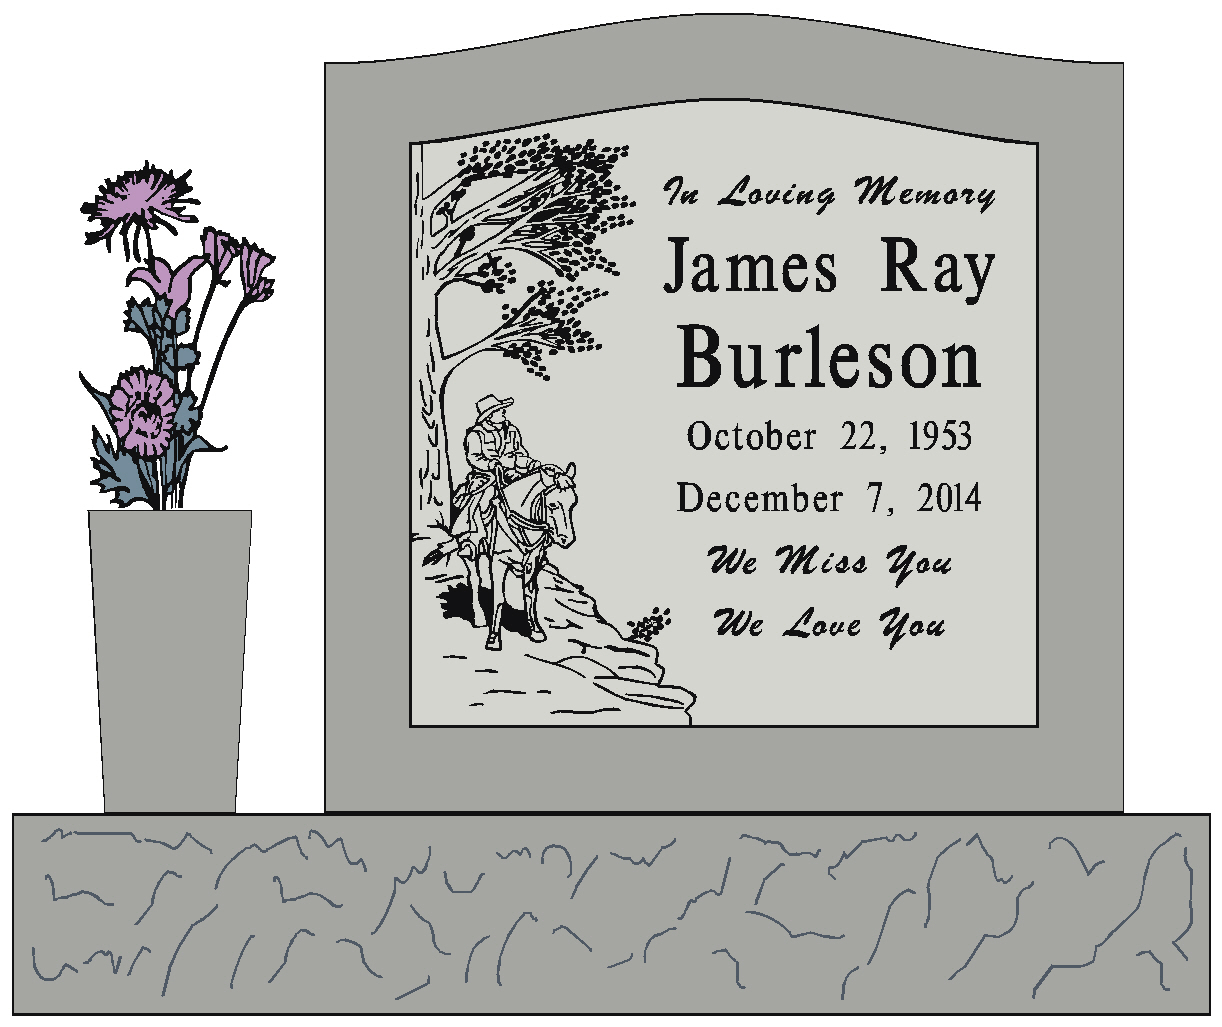 In Loving Memory
James Ray
Burleson
October 22, 1953
December 7, 2014
We Miss You
We Love You